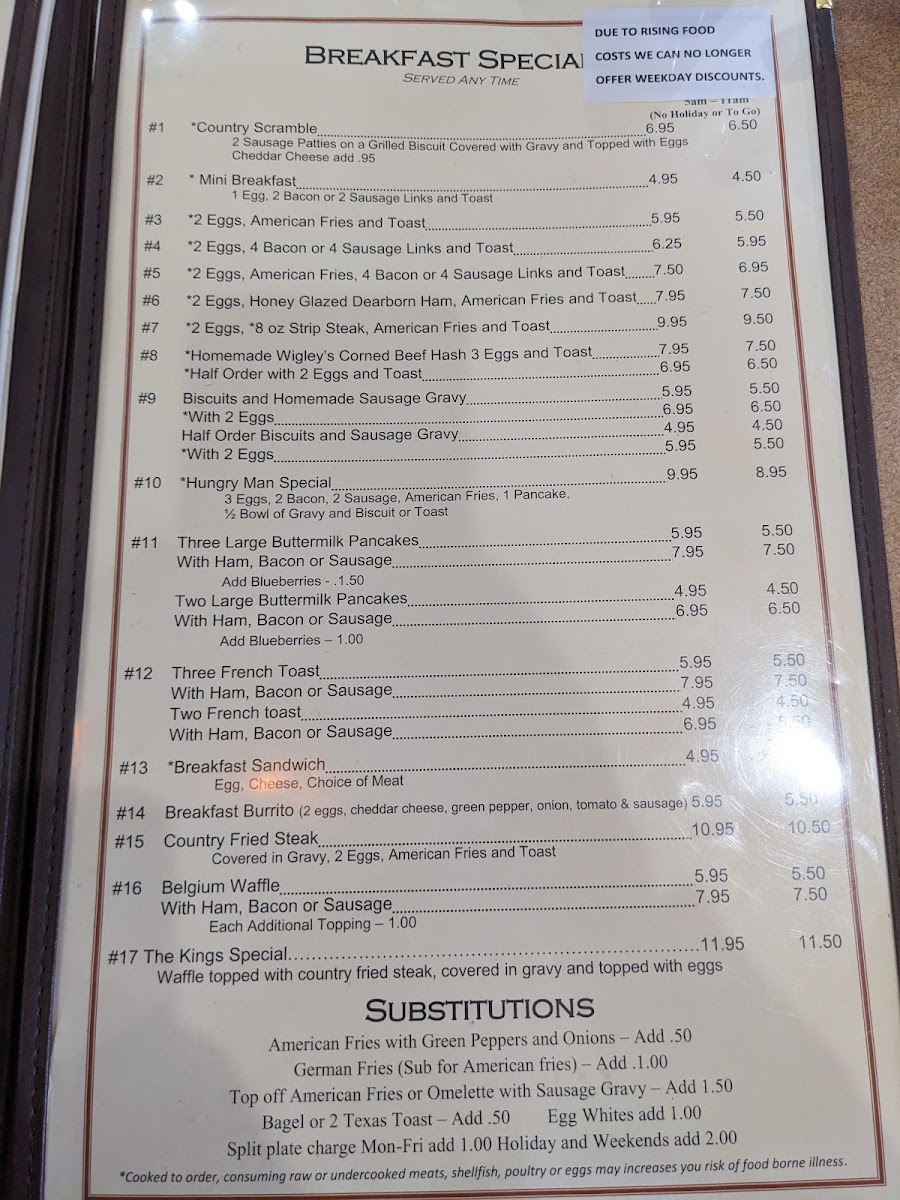 DUE TO RISING FOOD
COSTS WE CAN NO LONGER
OFFER WEEKDAY DISCOUNTS.
BREAKFAST
SERVED ANY TIME
5am – 11am
(No Holiday or To Go)
#1 *Country Scramble 6.95 6.50
2 Sausage Patties on a Grilled Biscuit Covered with Gravy and Topped with Eggs
Cheddar Cheese add .95
#2 * Mini Breakfast 4.95 4.50
1 Egg, 2 Bacon or 2 Sausage Links and Toast
#3 *2 Eggs, American Fries and Toast 5.95 5.50
#4 *2 Eggs, 4 Bacon or 4 Sausage Links and Toast 6.25 5.95
#5 *2 Eggs, American Fries, 4 Bacon or 4 Sausage Links and Toast 7.50 6.95
#6 *2 Eggs, Honey Glazed Dearborn Ham, American Fries and Toast 7.95 7.50
#7 *2 Eggs, *8 oz Strip Steak, American Fries and Toast 9.95 9.50
#8 *Homemade Wigley's Corned Beef Hash 3 Eggs and Toast 7.95 7.50
*Half Order with 2 Eggs and Toast 6.95 6.50
#9 Biscuits and Homemade Sausage Gravy 5.95 5.50
*With 2 Eggs 6.95 6.50
Half Order Biscuits and Sausage Gravy 4.95 4.50
*With 2 Eggs 5.95 5.50
#10 *Hungry Man Special 9.95 8.95
3 Eggs, 2 Bacon, 2 Sausage, American Fries, 1 Pancake,
½ Bowl of Gravy and Biscuit or Toast
#11 Three Large Buttermilk Pancakes 5.95 5.50
With Ham, Bacon or Sausage 7.95 7.50
Add Blueberries - .1.50
Two Large Buttermilk Pancakes 4.95 4.50
With Ham, Bacon or Sausage 6.95 6.50
Add Blueberries – 1.00
#12 Three French Toast 5.95 5.50
With Ham, Bacon or Sausage 7.95 7.50
Two French toast 4.95 4.50
With Ham, Bacon or Sausage 6.95
#13 *Breakfast Sandwich 4.95
Egg, Cheese, Choice of Meat
#14 Breakfast Burrito (2 eggs, cheddar cheese, green pepper, onion, tomato & sausage) 5.95 5.50
#15 Country Fried Steak 10.95 10.50
Covered in Gravy, 2 Eggs, American Fries and Toast
#16 Belgium Waffle 5.95 5.50
With Ham, Bacon or Sausage 7.95 7.50
Each Additional Topping – 1.00
#17 The Kings Special 11.95 11.50
Waffle topped with country fried steak, covered in gravy and topped with eggs
SUBSTITUTIONS
American Fries with Green Peppers and Onions – Add .50
German Fries (Sub for American fries) – Add .1.00
Top off American Fries or Omelette with Sausage Gravy – Add 1.50
Bagel or 2 Texas Toast – Add .50 Egg Whites add 1.00
Split plate charge Mon-Fri add 1.00 Holiday and Weekends add 2.00
*Cooked to order, consuming raw or undercooked meats, shellfish, poultry or eggs may increases you risk of food borne illness.